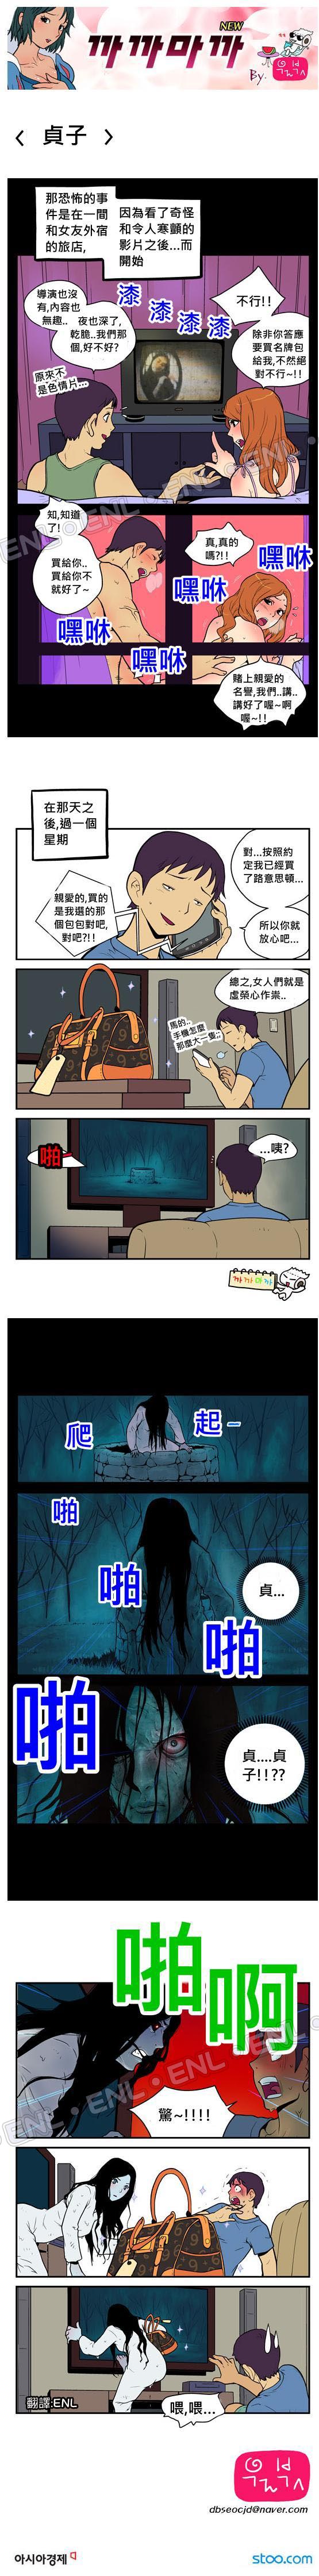 NEW
까까마까
By.
< 貞子 >
那恐怖的事
件是在一間
和女友外宿
的旅店,
因為看了奇怪
和令人寒顫的
影片之後...而
開始
導演也沒
有,內容也
無趣..
夜也深了,
乾脆..我們那
個,好不好?
漆 漆 漆 漆
不行!!
除非你答應
要買名牌包
給我,不然絕
對不行~!!
原來不
是色情片...
知,知道
了!
買給你..
買給你不
就好了~
嘿咻
真,真的
嗎?!!
嘿咻
嘿咻
嘿咻
賭上親愛的
名譽,我們..講..
講好了喔~啊
喔~!!
在那天之
後,過一個
星期
親愛的,買的
是我選的那
個包包對吧,
對吧?!!
對...按照約
定我已經買
了路意思頓...
所以你就
放心吧...
總之,女人們就是
虛榮心作祟..
馬的..
手機怎麼
那麼大一隻;;
啪
...咦?
까까마까
爬
起-
啪
啪
啪
貞...
啪
貞....貞
子!!??
啪啊
驚~!!!!
翻譯:ENL
喂,喂...
dbseocjd@naver.com
아시아경제
stoo.com
ENL • ENL • ENL
ENL • ENL • ENL